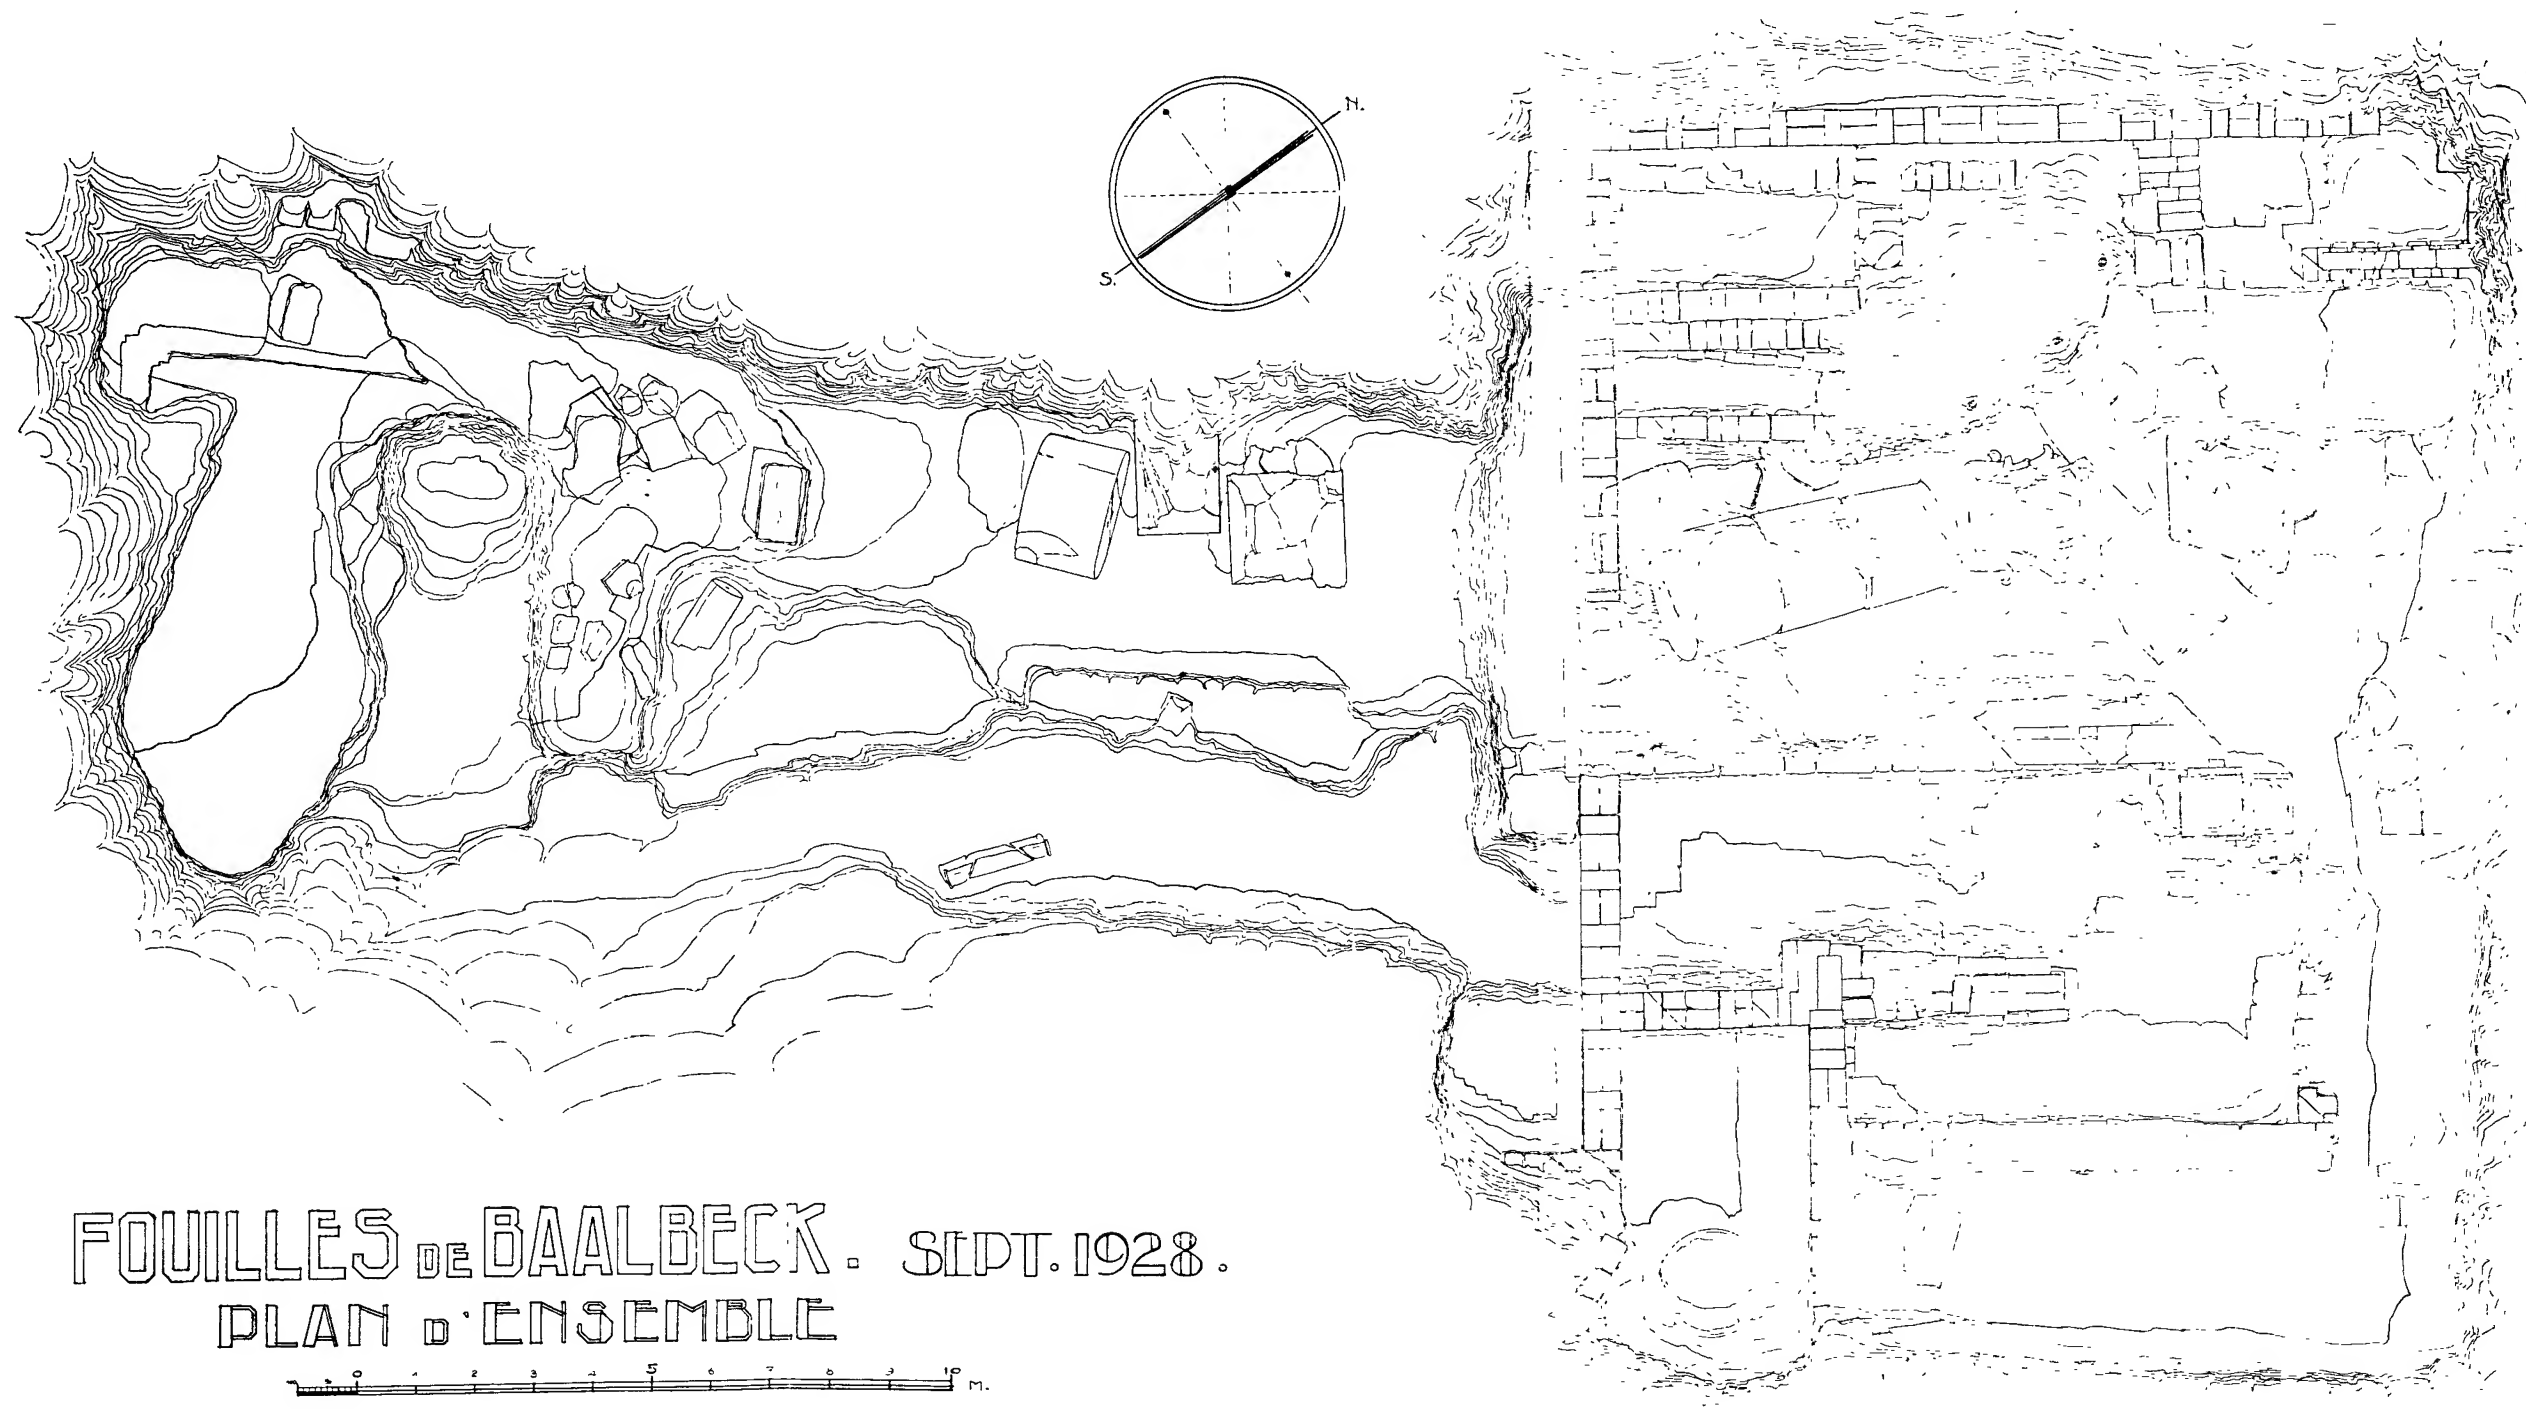 N.
S.
FOUILLES DE BAALBECK. SEPT. 1928.
PLAN D'ENSEMBLE
0 1 2 3 4 5 6 7 8 9 10 M.